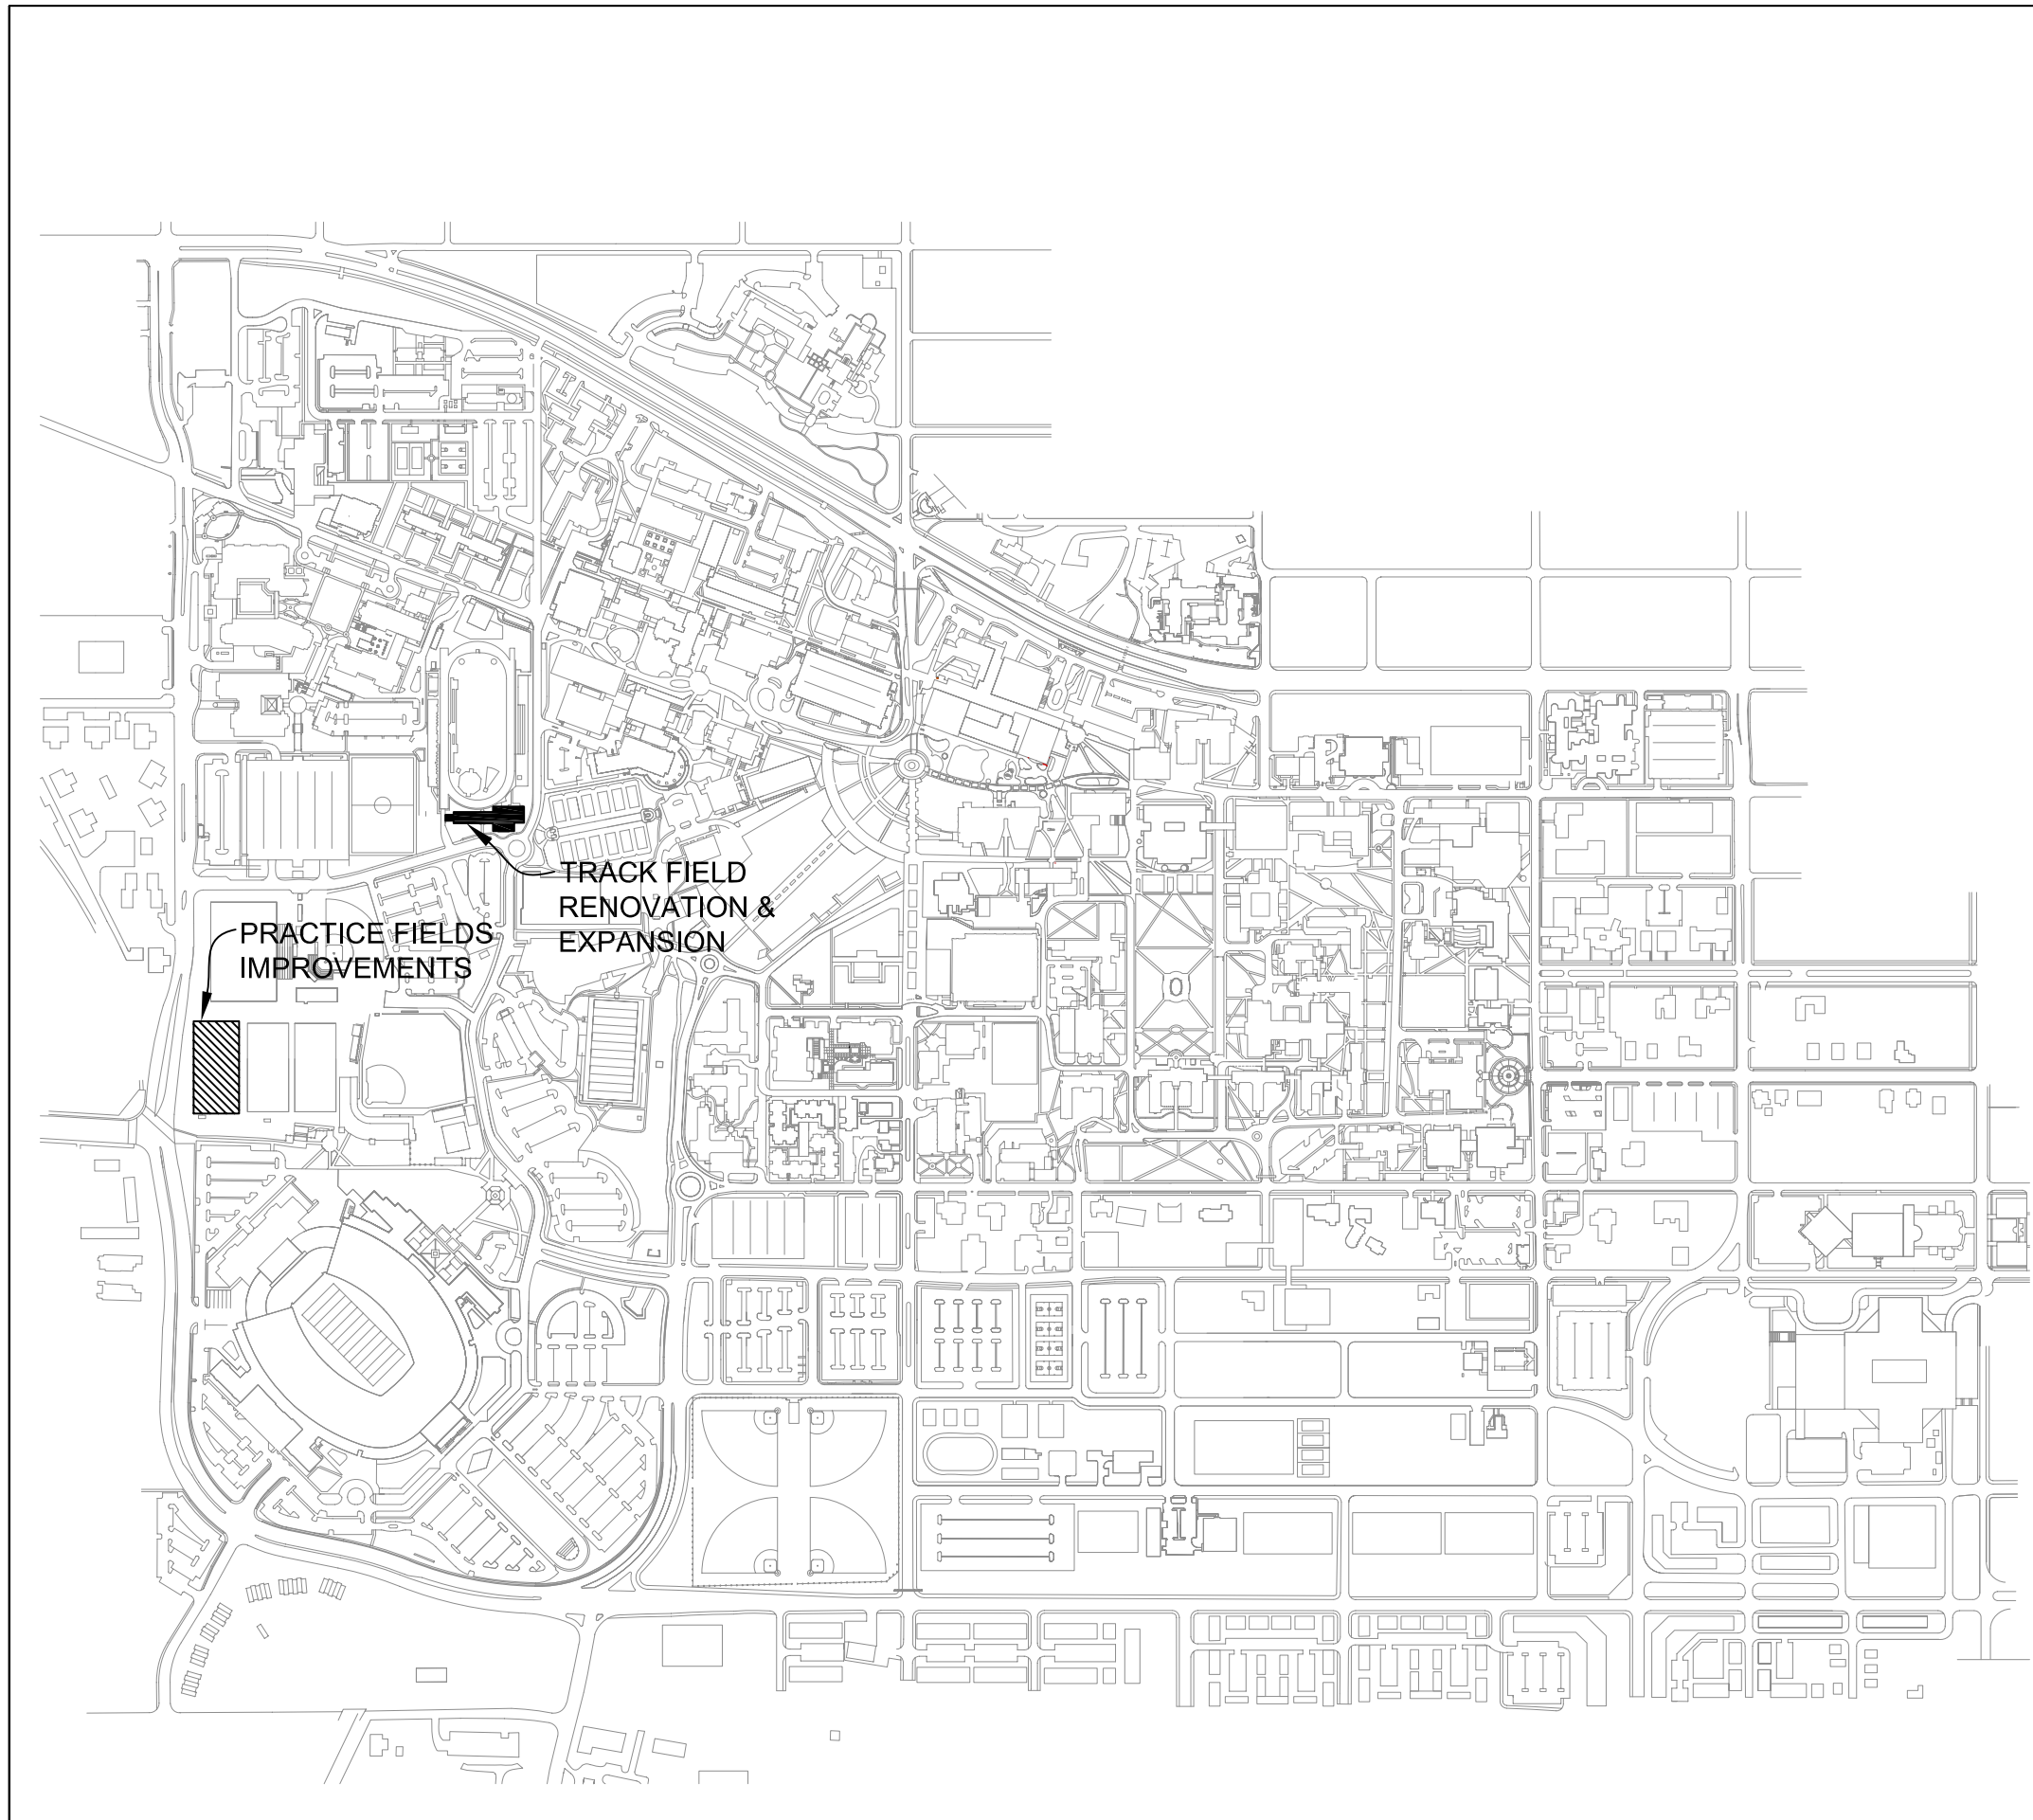 TRACK FIELD
RENOVATION &
EXPANSION
PRACTICE FIELDS
IMPROVEMENTS